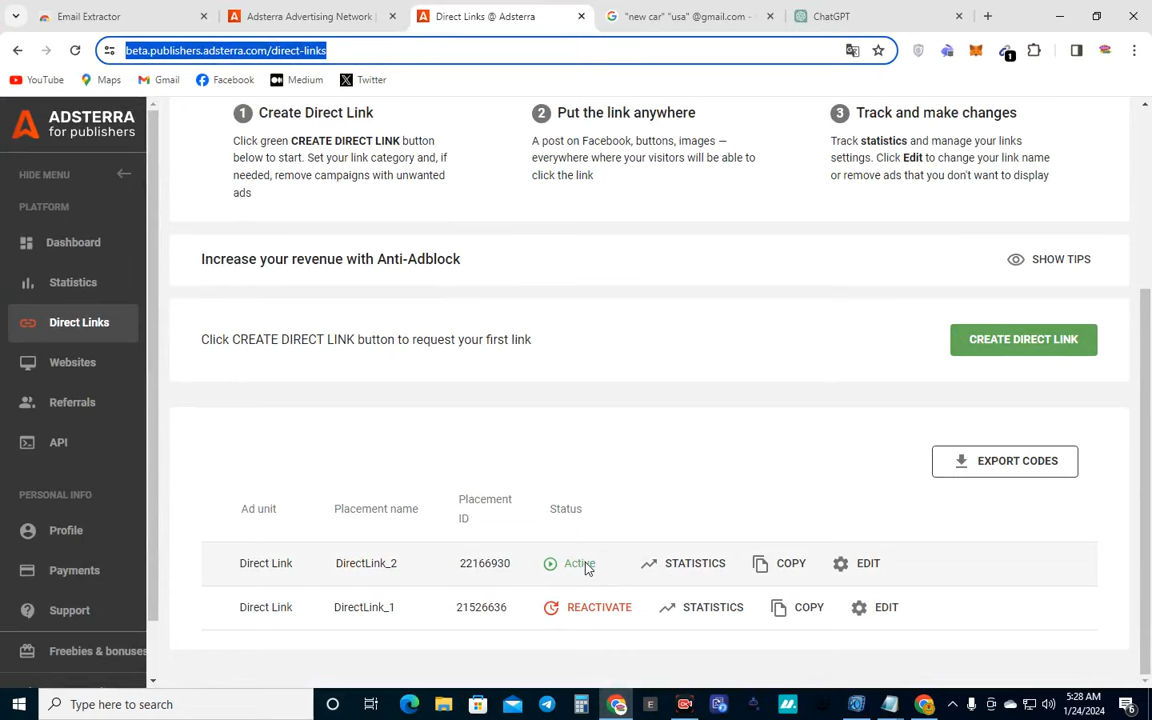 Email Extractor
Adsterra Advertising Network
Direct Links @ Adsterra
"new car" "usa" @gmail.com -
ChatGPT
beta.publishers.adsterra.com/direct-links
1
YouTube
Maps
Gmail
Facebook
Medium
Twitter
ADSTERRA
for publishers
HIDE MENU
PLATFORM
Dashboard
Statistics
Direct Links
Websites
Referrals
API
PERSONAL INFO
Profile
Payments
Support
Freebies & bonuses
1 Create Direct Link
Click green CREATE DIRECT LINK button
below to start. Set your link category and, if
needed, remove campaigns with unwanted
ads
2 Put the link anywhere
A post on Facebook, buttons, images —
everywhere where your visitors will be able to
click the link
3 Track and make changes
Track statistics and manage your links
settings. Click Edit to change your link name
or remove ads that you don't want to display
Increase your revenue with Anti-Adblock
SHOW TIPS
Click CREATE DIRECT LINK button to request your first link
CREATE DIRECT LINK
EXPORT CODES
Ad unit Placement name Placement ID Status
Direct Link DirectLink_2 22166930 Active STATISTICS COPY EDIT
Direct Link DirectLink_1 21526636 REACTIVATE STATISTICS COPY EDIT
Type here to search
5:28 AM
1/24/2024
6